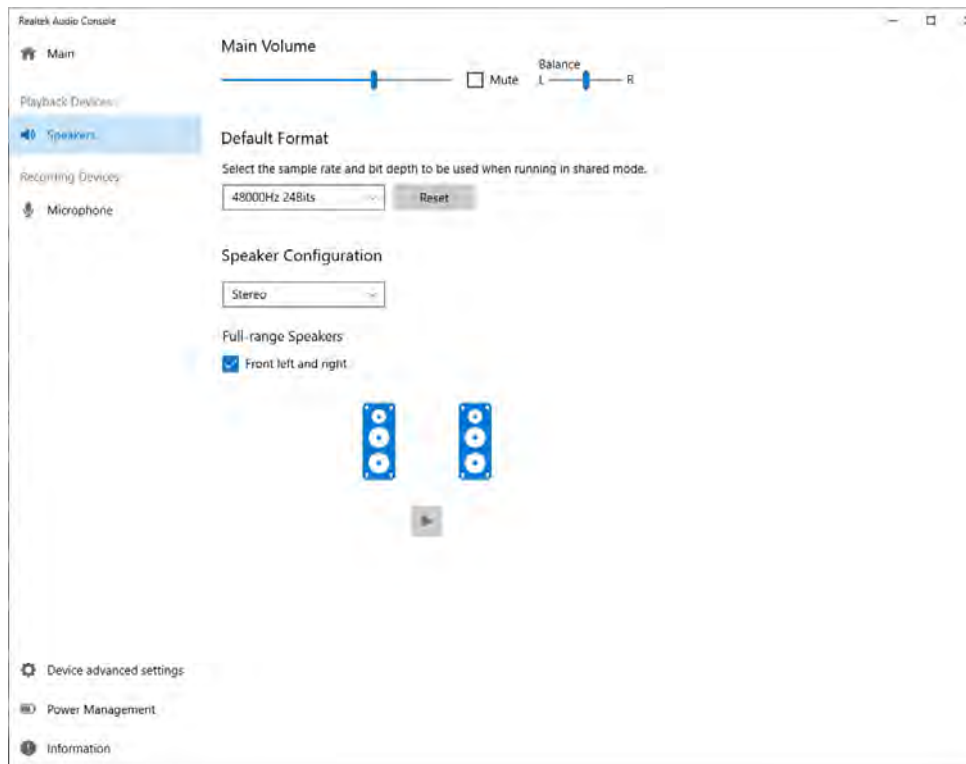 Realtek Audio Console
Main
Playback Devices
Speakers
Recording Devices
Microphone
Device advanced settings
Power Management
Information
Main Volume
Mute
Balance
L R
Default Format
Select the sample rate and bit depth to be used when running in shared mode.
48000Hz 24Bits
Reset
Speaker Configuration
Stereo
Full-range Speakers
Front left and right